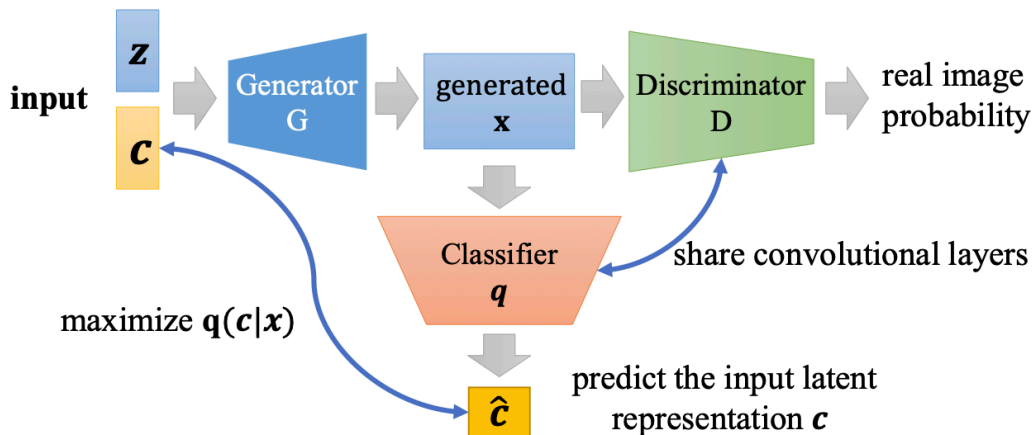 z
input
c
Generator
G
generated
x
Discriminator
D
real image
probability
Classifier
q
share convolutional layers
maximize q(c|x)
ĉ
predict the input latent
representation c